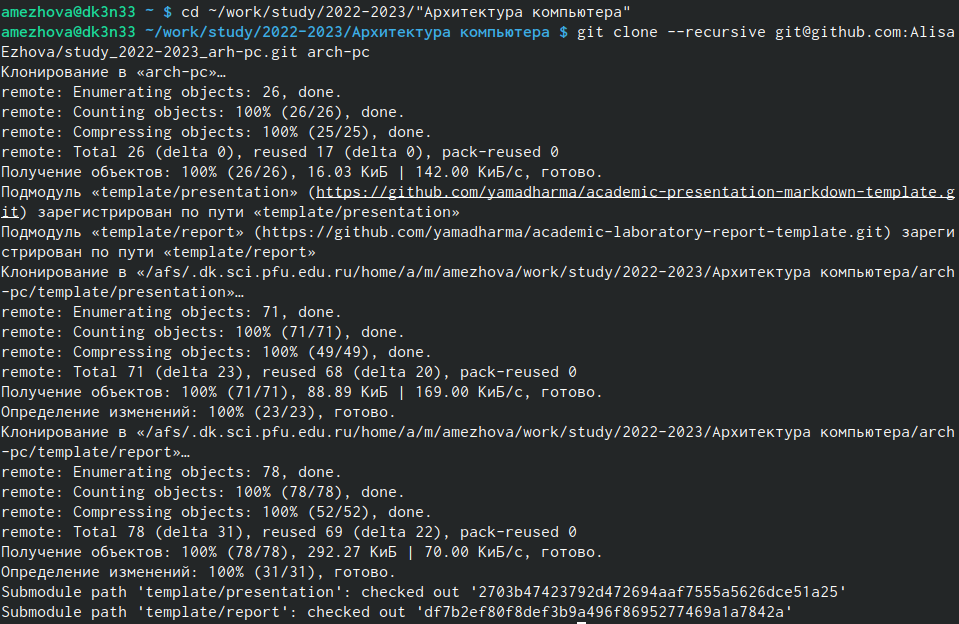 amezhova@dk3n33 ~ $ cd ~/work/study/2022-2023/"Архитектура компьютера"
amezhova@dk3n33 ~/work/study/2022-2023/Архитектура компьютера $ git clone --recursive git@github.com:Alisa
Ezhova/study_2022-2023_arh-pc.git arch-pc
Клонирование в «arch-pc»…
remote: Enumerating objects: 26, done.
remote: Counting objects: 100% (26/26), done.
remote: Compressing objects: 100% (25/25), done.
remote: Total 26 (delta 0), reused 17 (delta 0), pack-reused 0
Получение объектов: 100% (26/26), 16.03 КиБ | 142.00 КиБ/с, готово.
Подмодуль «template/presentation» (https://github.com/yamadharma/academic-presentation-markdown-template.g
it) зарегистрирован по пути «template/presentation»
Подмодуль «template/report» (https://github.com/yamadharma/academic-laboratory-report-template.git) зареги
стрирован по пути «template/report»
Клонирование в «/afs/.dk.sci.pfu.edu.ru/home/a/m/amezhova/work/study/2022-2023/Архитектура компьютера/arch
-pc/template/presentation»…
remote: Enumerating objects: 71, done.
remote: Counting objects: 100% (71/71), done.
remote: Compressing objects: 100% (49/49), done.
remote: Total 71 (delta 23), reused 68 (delta 20), pack-reused 0
Получение объектов: 100% (71/71), 88.89 КиБ | 169.00 КиБ/с, готово.
Определение изменений: 100% (23/23), готово.
Клонирование в «/afs/.dk.sci.pfu.edu.ru/home/a/m/amezhova/work/study/2022-2023/Архитектура компьютера/arch
-pc/template/report»…
remote: Enumerating objects: 78, done.
remote: Counting objects: 100% (78/78), done.
remote: Compressing objects: 100% (52/52), done.
remote: Total 78 (delta 31), reused 69 (delta 22), pack-reused 0
Получение объектов: 100% (78/78), 292.27 КиБ | 70.00 КиБ/с, готово.
Определение изменений: 100% (31/31), готово.
Submodule path 'template/presentation': checked out '2703b47423792d472694aaf7555a5626dce51a25'
Submodule path 'template/report': checked out 'df7b2ef80f8def3b9a496f8695277469a1a7842a'